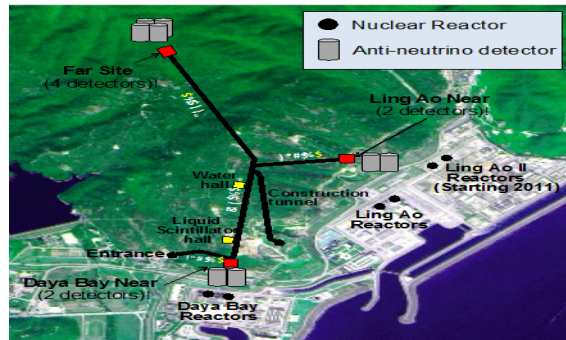 Nuclear Reactor
Anti-neutrino detector
Far Site
(4 detectors)!
Ling Ao Near
(2 detectors)!
Ling Ao II
Reactors
(Starting 2011)
Water
hall
Construction
tunnel
Ling Ao
Reactors
Liquid
Scintillator
hall
Entrance
Daya Bay Near
(2 detectors)!
Daya Bay
Reactors